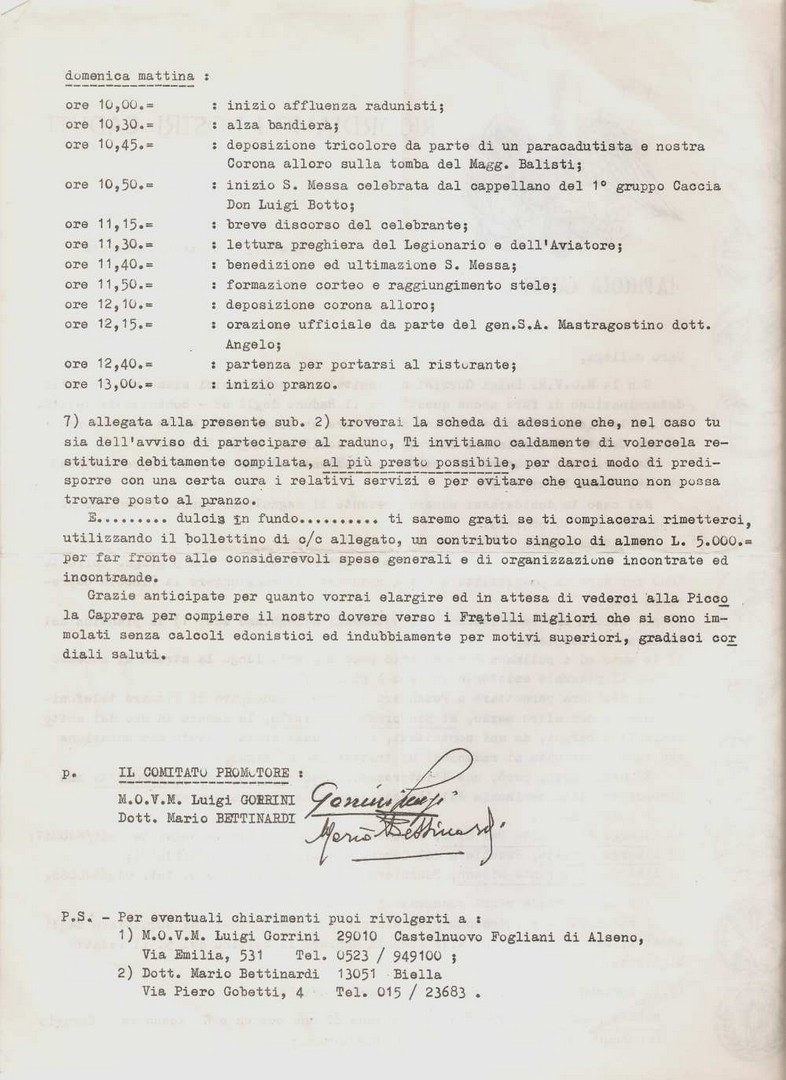 domenica mattina :
ore 10,00.= : inizio affluenza radunisti;
ore 10,30.= : alza bandiera;
ore 10,45.= : deposizione tricolore da parte di un paracadutista e nostra
Corona alloro sulla tomba del Magg. Balisti;
ore 10,50.= : inizio S. Messa celebrata dal cappellano del 1° gruppo Caccia
Don Luigi Botto;
ore 11,15.= : breve discorso del celebrante;
ore 11,30.= : lettura preghiera del Legionario e dell'Aviatore;
ore 11,40.= : benedizione ed ultimazione S. Messa;
ore 11,50.= : formazione corteo e raggiungimento stele;
ore 12,10.= : deposizione corona alloro;
ore 12,15.= : orazione ufficiale da parte del gen.S.A. Mastragostino dott.
Angelo;
ore 12,40.= : partenza per portarsi al ristorante;
ore 13,00.= : inizio pranzo.
7) allegata alla presente sub. 2) troverai la scheda di adesione che, nel caso tu
sia dell'avviso di partecipare al raduno, Ti invitiamo caldamente di volercela re-
stituire debitamente compilata, al più presto possibile, per darci modo di predi-
sporre con una certa cura i relativi servizi e per evitare che qualcuno non possa
trovare posto al pranzo.
E......... dulcis in fundo.......... ti saremo grati se ti compiacerai rimetterci,
utilizzando il bollettino di c/c allegato, un contributo singolo di almeno L. 5.000.=
per far fronte alle considerevoli spese generali e di organizzazione incontrate ed
incontrande.
Grazie anticipate per quanto vorrai elargire ed in attesa di vederci alla Picco
la Caprera per compiere il nostro dovere verso i Fratelli migliori che si sono im-
molati senza calcoli edonistici ed indubbiamente per motivi superiori, gradisci cor
diali saluti.
p. IL COMITATO PROMOTORE :
M.O.V.M. Luigi GORRINI Gorrini Luigi
Dott. Mario BETTINARDI Mario Bettinardi
P.S. - Per eventuali chiarimenti puoi rivolgerti a :
1) M.O.V.M. Luigi Gorrini 29010 Castelnuovo Fogliani di Alseno,
Via Emilia, 531 Tel. 0523 / 949100 ;
2) Dott. Mario Bettinardi 13051 Biella
Via Piero Gobetti, 4 Tel. 015 / 23683 .